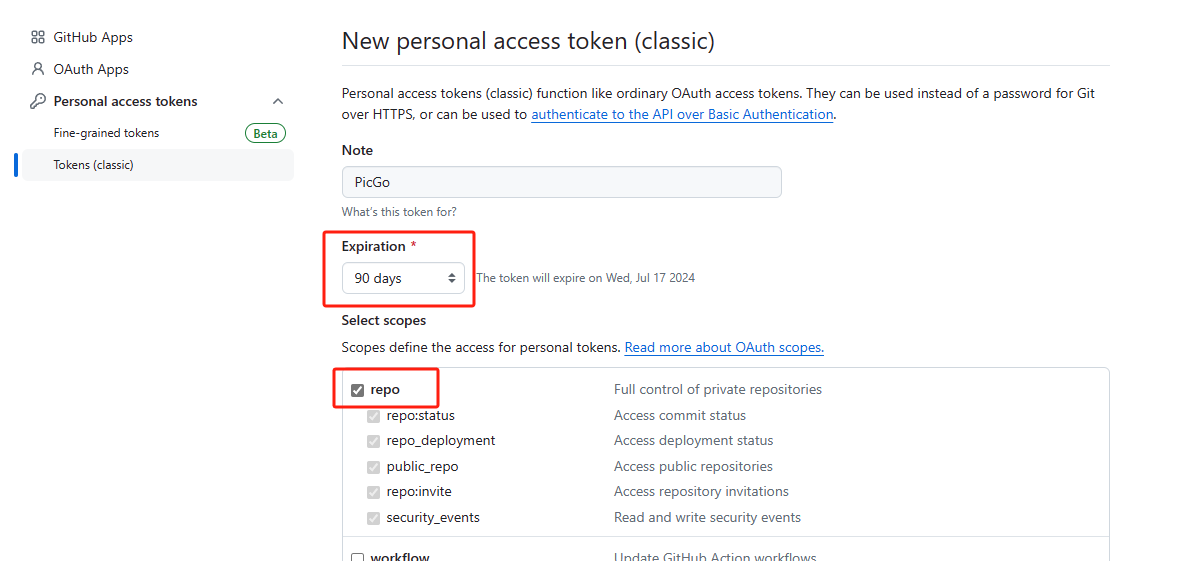 GitHub Apps
OAuth Apps
Personal access tokens
Fine-grained tokens Beta
Tokens (classic)
New personal access token (classic)
Personal access tokens (classic) function like ordinary OAuth access tokens. They can be used instead of a password for Git
over HTTPS, or can be used to authenticate to the API over Basic Authentication.
Note
PicGo
What's this token for?
Expiration *
90 days The token will expire on Wed, Jul 17 2024
Select scopes
Scopes define the access for personal tokens. Read more about OAuth scopes.
repo Full control of private repositories
repo:status Access commit status
repo_deployment Access deployment status
public_repo Access public repositories
repo:invite Access repository invitations
security_events Read and write security events
workflow Update GitHub Action workflows